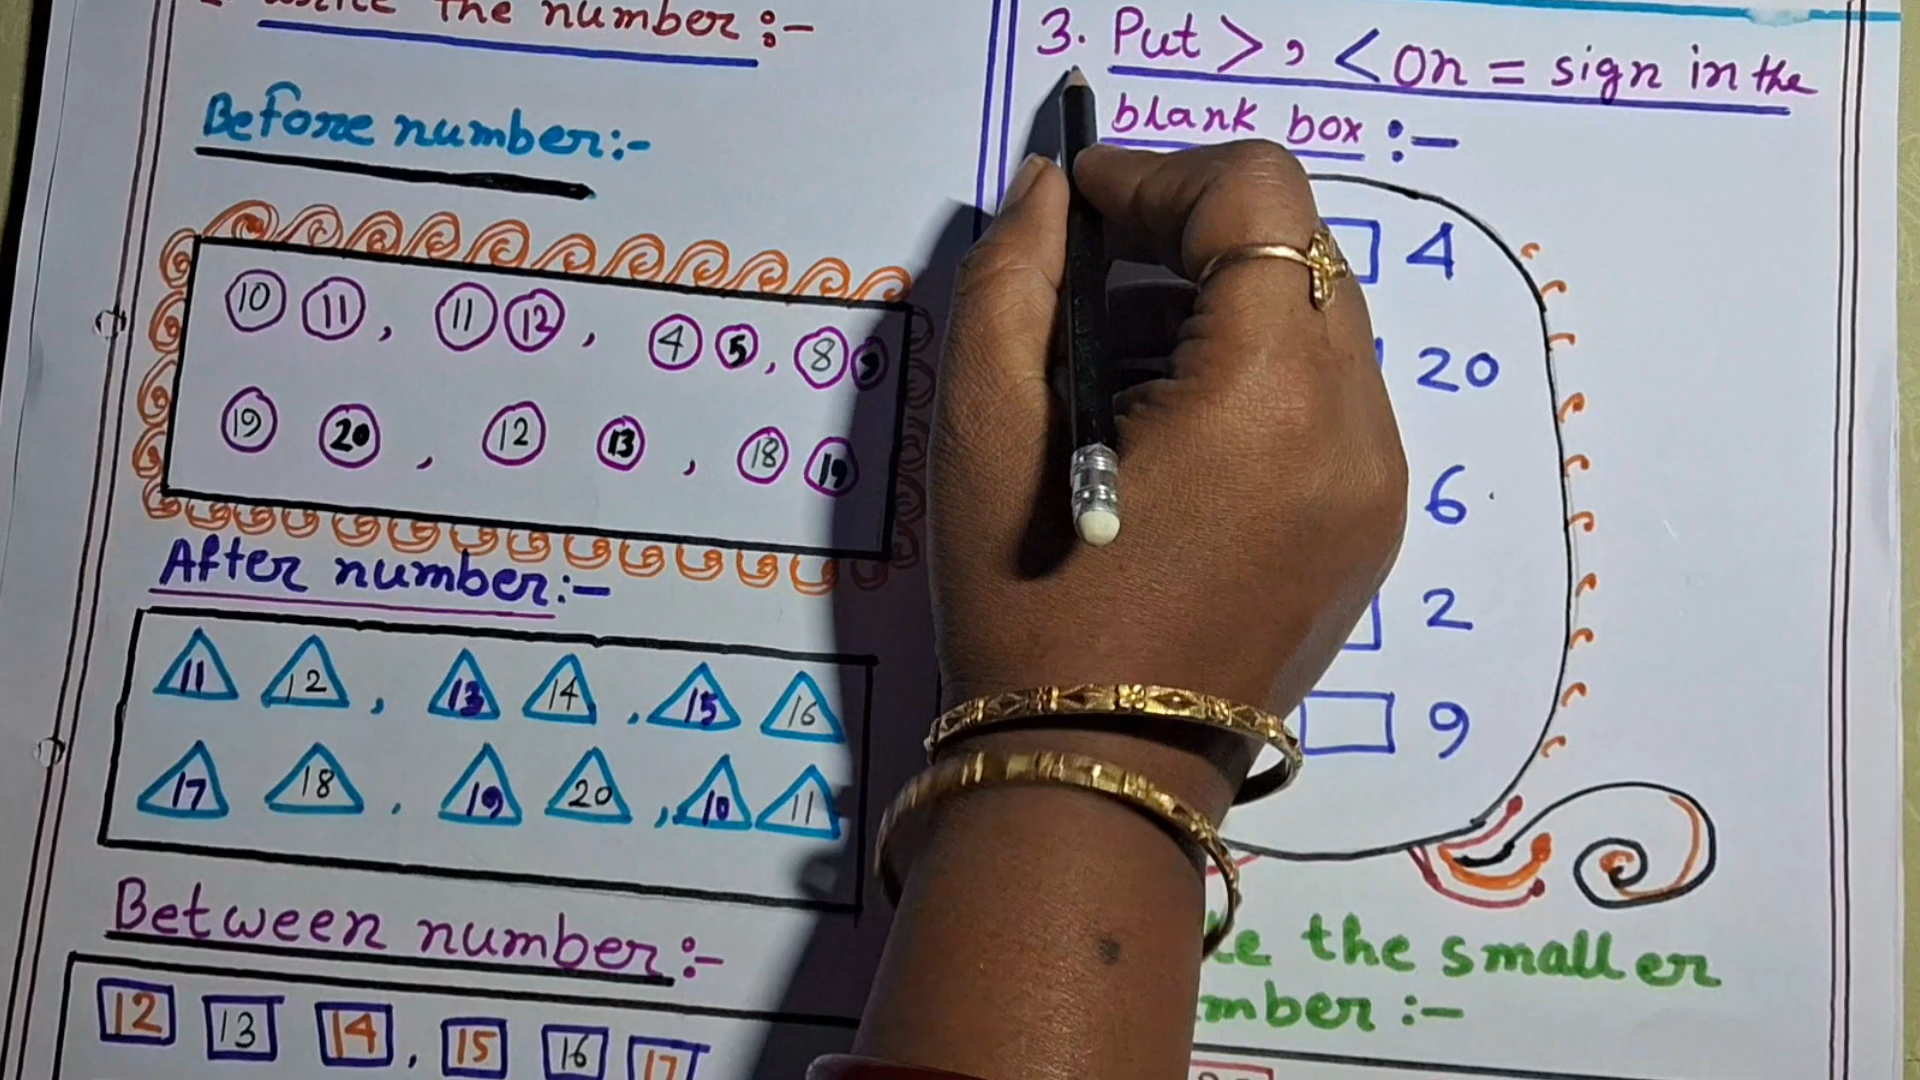 the number :-
Before number:-
10 11 , 11 12 , 4 5 , 8 9
19 20 , 12 13 , 18 19
After number:-
11 12 , 13 14 , 15 16
17 18 . 19 20 , 10 11
Between number:-
12 13 14 , 15 16 17
3. Put > , < or = sign in the
blank box :-
4
20
6
2
9
the smaller
:-